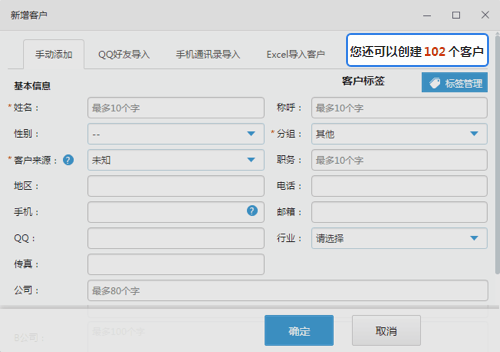 新增客户
手动添加 QQ好友导入 手机通讯录导入 Excel导入客户 您还可以创建 102 个客户
基本信息 客户标签 标签管理
*姓名： 最多10个字 称呼： 最多10个字
性别： -- *分组： 其他
*客户来源： ? 未知 职务： 最多10个字
地区： 电话：
手机： ? 邮箱：
QQ： 行业： 请选择
传真：
公司： 最多80个字
确定 取消